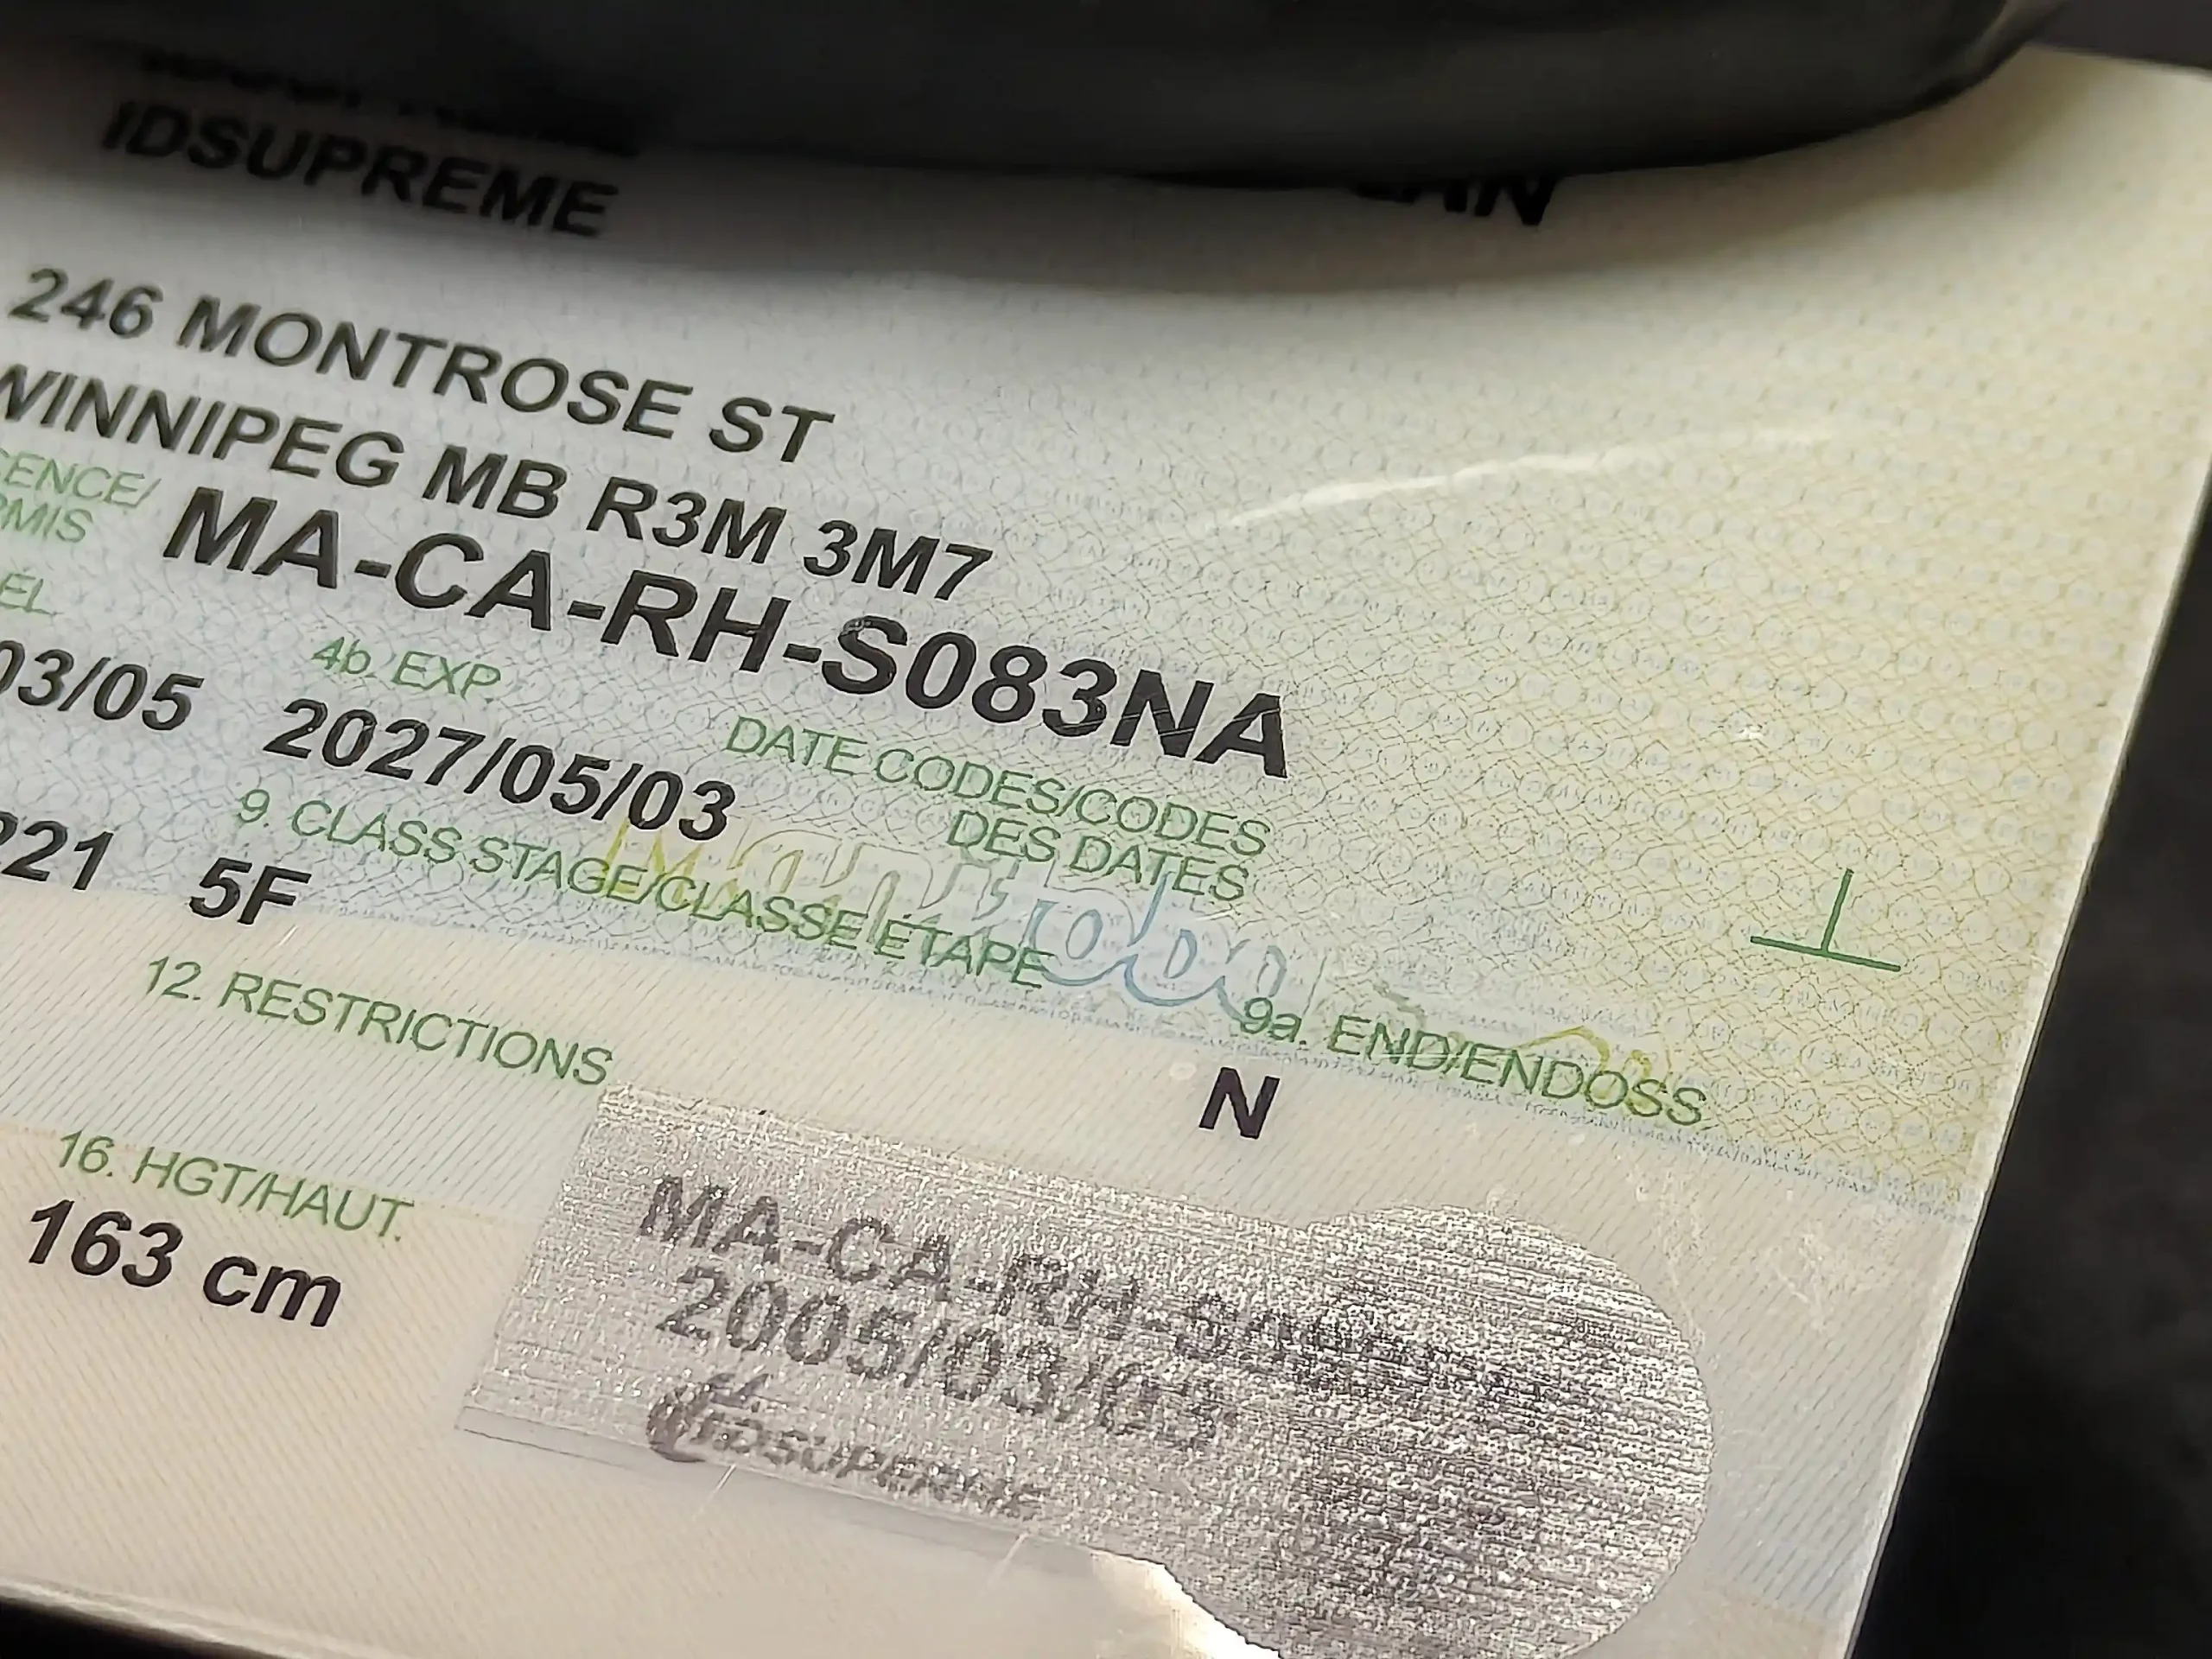 IDSUPREME
246 MONTROSE ST
WINNIPEG MB R3M 3M7
MA-CA-RH-S083NA
4b. EXP
03/05 2027/05/03
DATE CODES/CODES
DES DATES
221 5F
9. CLASS STAGE/CLASSE ÉTAPE
Manitoba
9a. END/ENDOSS
12. RESTRICTIONS
N
16. HGT/HAUT.
163 cm
MA-CA-RH-
2005/03/
IDSUPREME